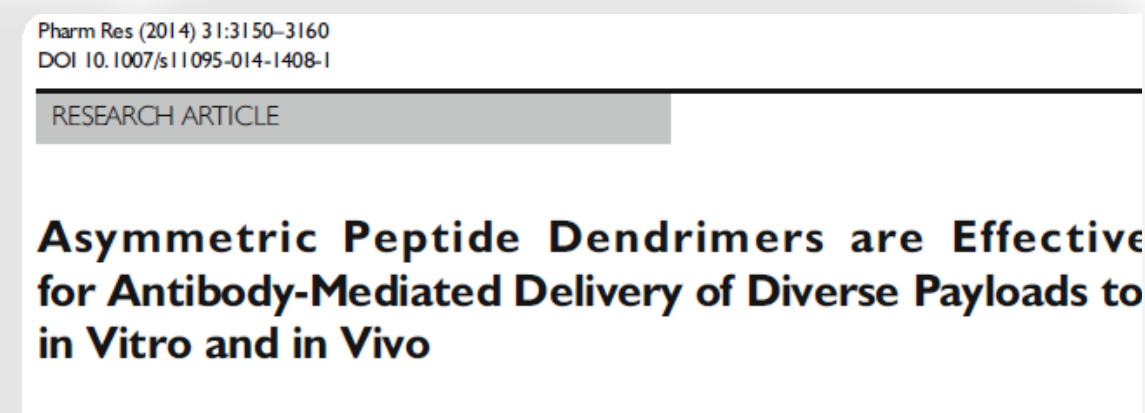 Pharm Res (2014) 31:3150–3160
DOI 10.1007/s11095-014-1408-1
RESEARCH ARTICLE
Asymmetric Peptide Dendrimers are Effective
for Antibody-Mediated Delivery of Diverse Payloads to
in Vitro and in Vivo